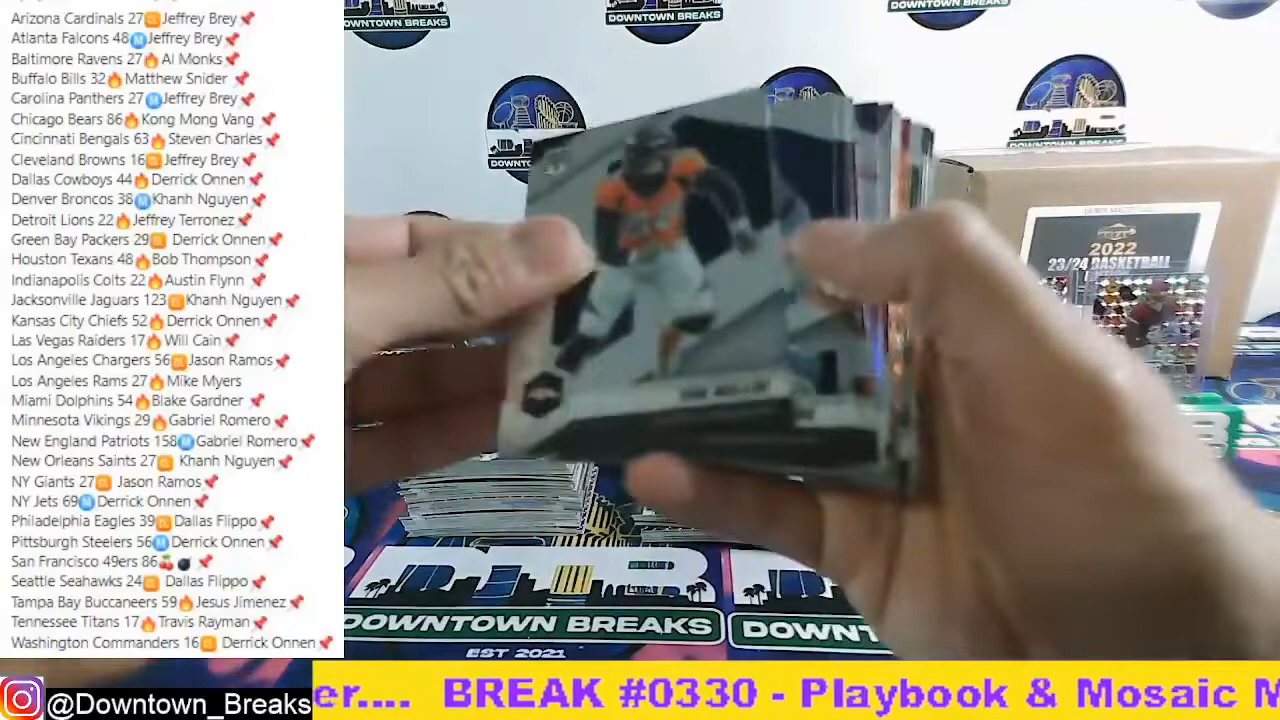 Arizona Cardinals 27 Jeffrey Brey
Atlanta Falcons 48 Jeffrey Brey
Baltimore Ravens 27 Al Monks
Buffalo Bills 32 Matthew Snider
Carolina Panthers 27 Jeffrey Brey
Chicago Bears 86 Kong Mong Vang
Cincinnati Bengals 63 Steven Charles
Cleveland Browns 16 Jeffrey Brey
Dallas Cowboys 44 Derrick Onnen
Denver Broncos 38 Khanh Nguyen
Detroit Lions 22 Jeffrey Terronez
Green Bay Packers 29 Derrick Onnen
Houston Texans 48 Bob Thompson
Indianapolis Colts 22 Austin Flynn
Jacksonville Jaguars 123 Khanh Nguyen
Kansas City Chiefs 52 Derrick Onnen
Las Vegas Raiders 17 Will Cain
Los Angeles Chargers 56 Jason Ramos
Los Angeles Rams 27 Mike Myers
Miami Dolphins 54 Blake Gardner
Minnesota Vikings 29 Gabriel Romero
New England Patriots 158 Gabriel Romero
New Orleans Saints 27 Khanh Nguyen
NY Giants 27 Jason Ramos
NY Jets 69 Derrick Onnen
Philadelphia Eagles 39 Dallas Flippo
Pittsburgh Steelers 56 Derrick Onnen
San Francisco 49ers 86
Seattle Seahawks 24 Dallas Flippo
Tampa Bay Buccaneers 59 Jesus Jimenez
Tennessee Titans 17 Travis Rayman
Washington Commanders 16 Derrick Onnen
@Downtown_Breaks
er.... BREAK #0330 - Playbook & Mosaic M
DOWNTOWN BREAKS
DOWNTOWN BREAKS
DOWNTOWN BREAKS
DOWNTOWN BREAKS
2022
23/24 BASKETBALL
DTB
DOWNTOWN BREAKS
EST 2021
DOWNT